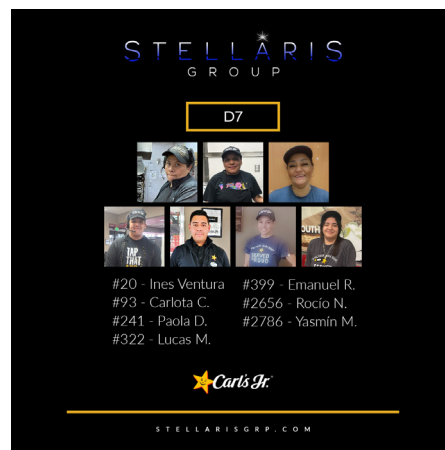 STELLARIS
GROUP
D7
TAP
THAT
#20 - Ines Ventura
#93 - Carlota C.
#241 - Paola D.
#322 - Lucas M.
#399 - Emanuel R.
#2656 - Rocío N.
#2786 - Yasmín M.
Carl's Jr.
STELLARISGRP.COM